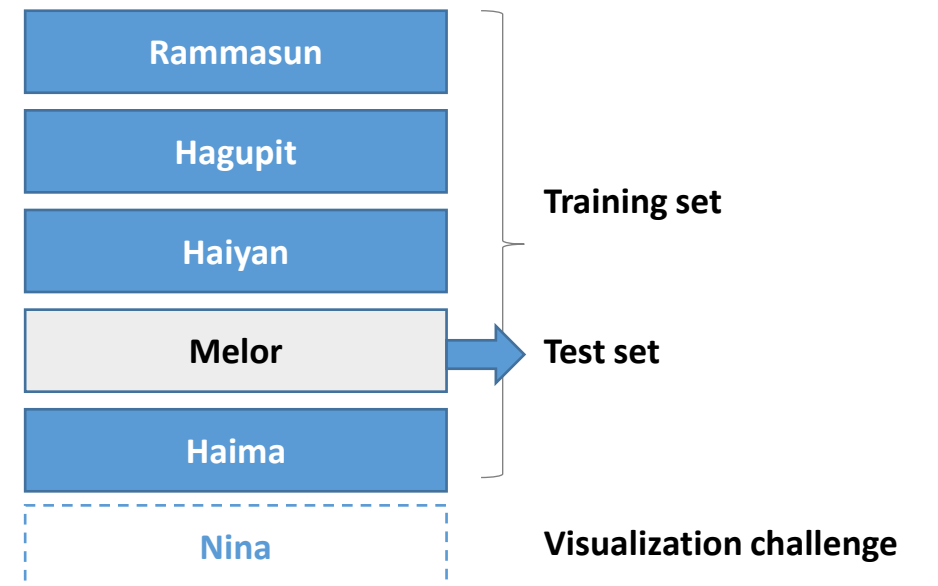 Rammasun
Hagupit
Training set
Haiyan
Melor
Test set
Haima
Nina
Visualization challenge